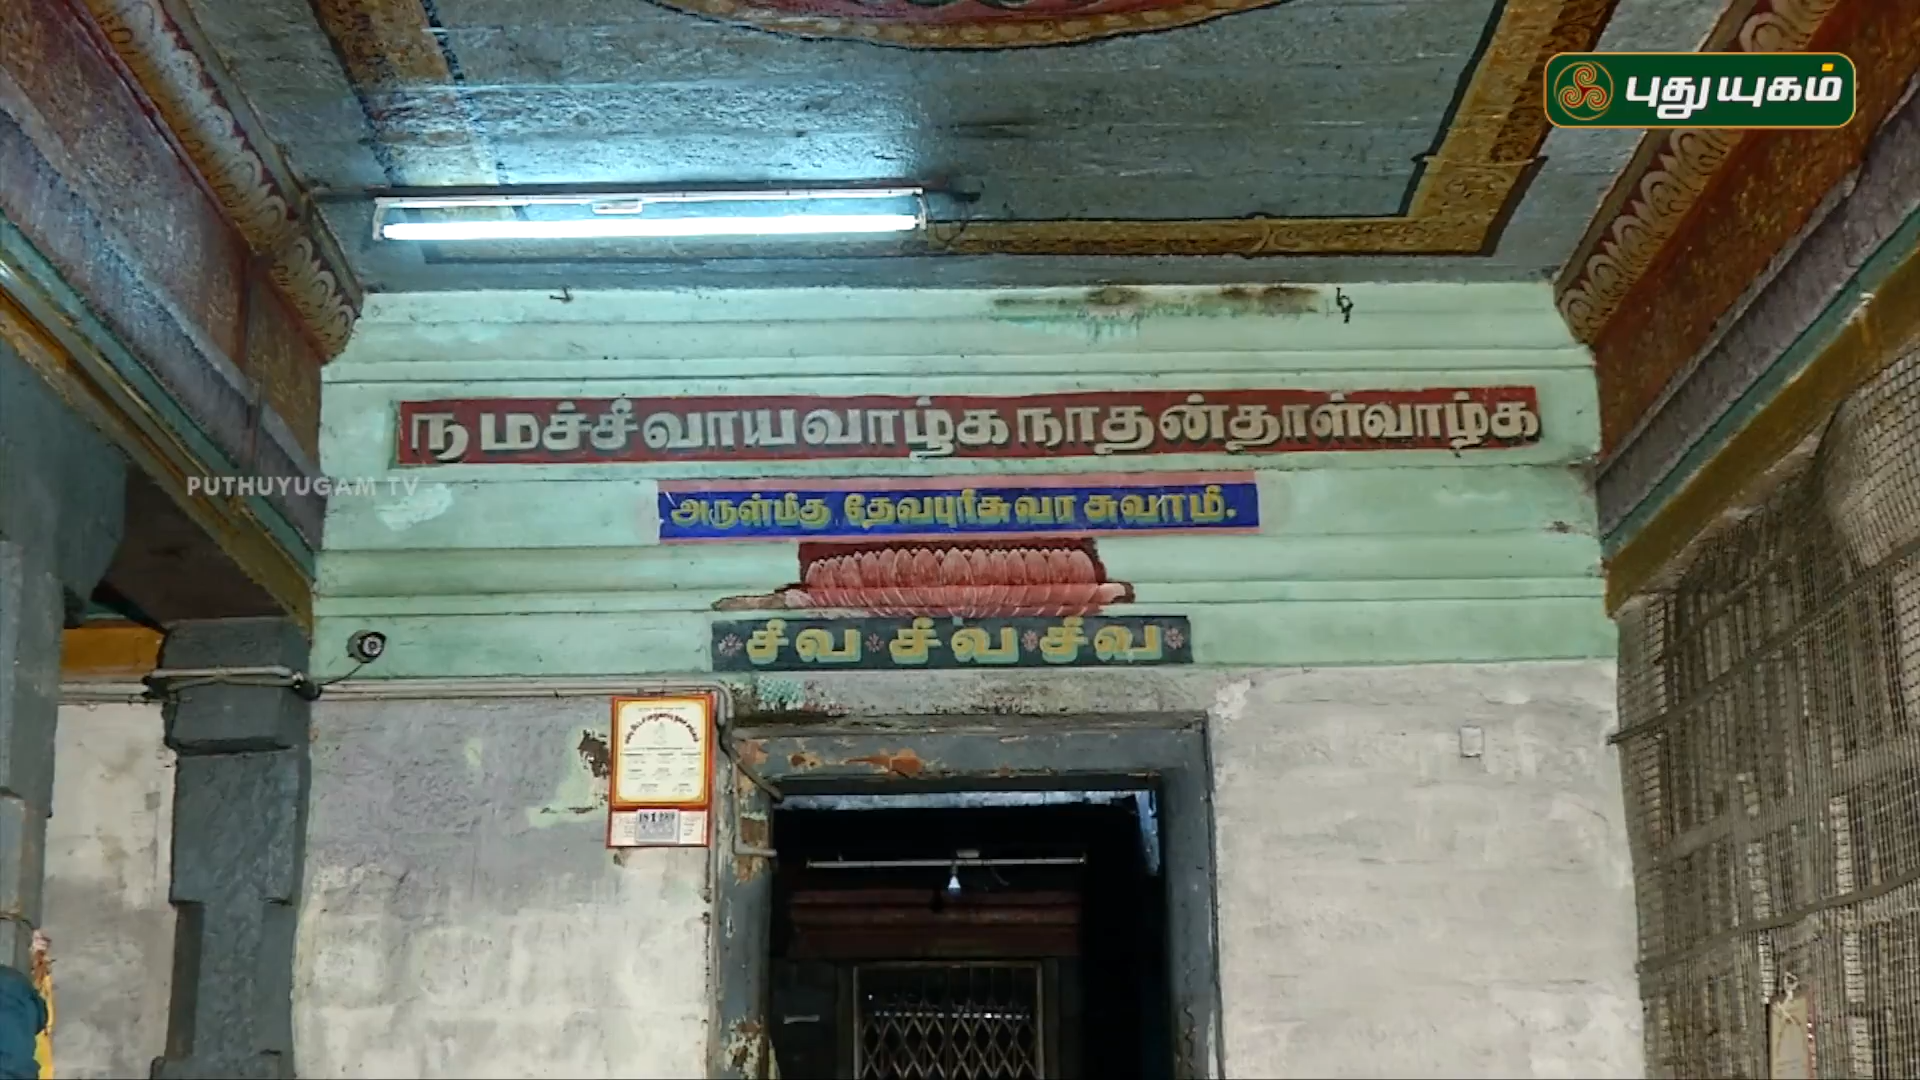 புதுயுகம்
நமச்சீவாயவாழ்கநாதன்தாள்வாழ்க
PUTHUYUGAM TV
அருள்மீகு தேவபுரீசுவர சுவாமீ.
சீவ சீவ சீவ